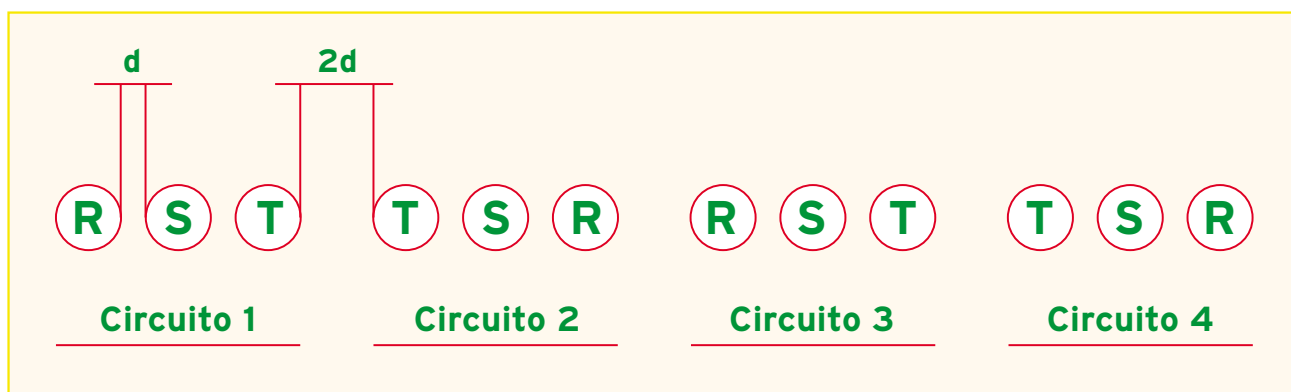 d 2d
R S T T S R R S T T S R
Circuito 1 Circuito 2 Circuito 3 Circuito 4